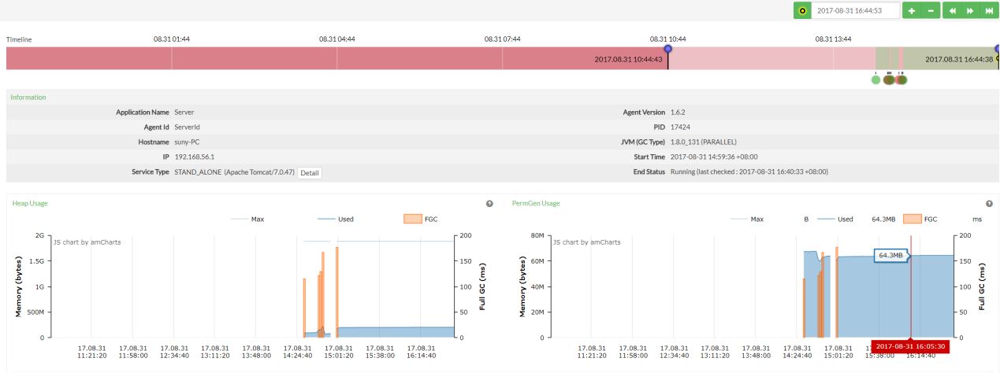 2017-08-31 16:44:53
Timeline 08.31 01:44 08.31 04:44 08.31 07:44 08.31 10:44 08.31 13:44
2017.08.31 10:44:43 2017.08.31 16:44:38
Information
Application Name Server Agent Version 1.6.2
Agent Id ServerId PID 17424
Hostname suny-PC JVM (GC Type) 1.8.0_131 (PARALLEL)
IP 192.168.56.1 Start Time 2017-08-31 14:59:36 +08:00
Service Type STAND_ALONE (Apache Tomcat/7.0.47) Detail End Status Running (last checked : 2017-08-31 16:40:33 +08:00)
Heap Usage
Max Used FGC
JS chart by amCharts
Memory (bytes)
2G
1.5G
1G
500M
0
Full GC (ms)
200
150
100
50
0
17.08.31 17.08.31 17.08.31 17.08.31 17.08.31 17.08.31 17.08.31 17.08.31 17.08.31
11:21:20 11:58:00 12:34:40 13:11:20 13:48:00 14:24:40 15:01:20 15:38:00 16:14:40
PermGen Usage
Max B Used 64.3MB FGC ms
JS chart by amCharts
Memory (bytes)
80M
60M
40M
20M
0
64.3MB
Full GC (ms)
200
150
100
50
0
17.08.31 17.08.31 17.08.31 17.08.31 17.08.31 17.08.31 17.08.31 17.0 2017-08-31 16:05:30
11:21:20 11:58:00 12:34:40 13:11:20 13:48:00 14:24:40 15:01:20 15:38:00 16:14:40